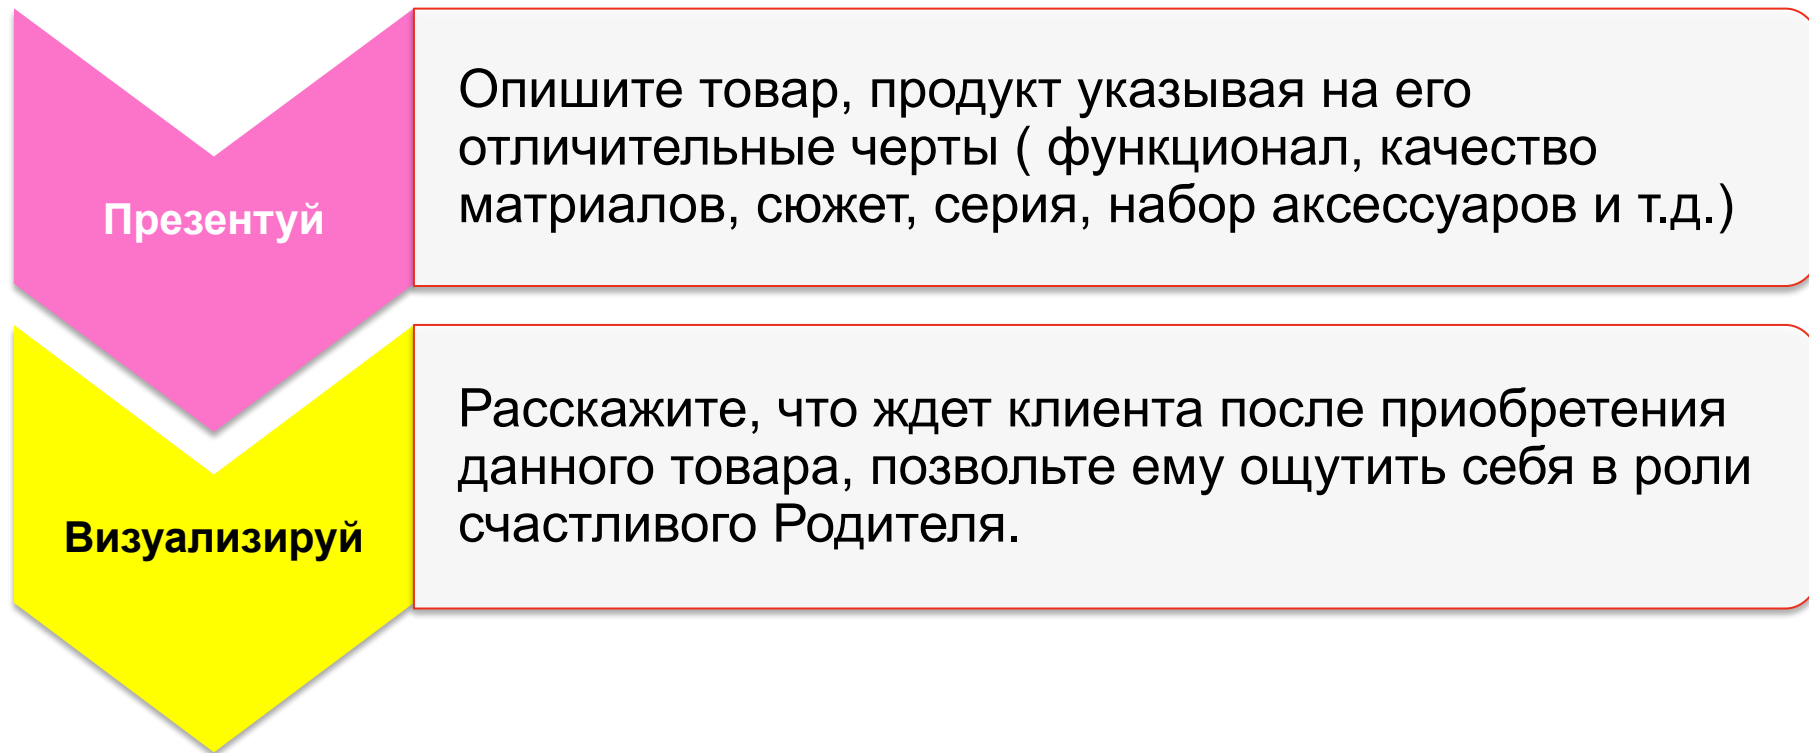 Презентуй
Опишите товар, продукт указывая на его
отличительные черты ( функционал, качество
матриалов, сюжет, серия, набор аксессуаров и т.д.)
Визуализируй
Расскажите, что ждет клиента после приобретения
данного товара, позвольте ему ощутить себя в роли
счастливого Родителя.